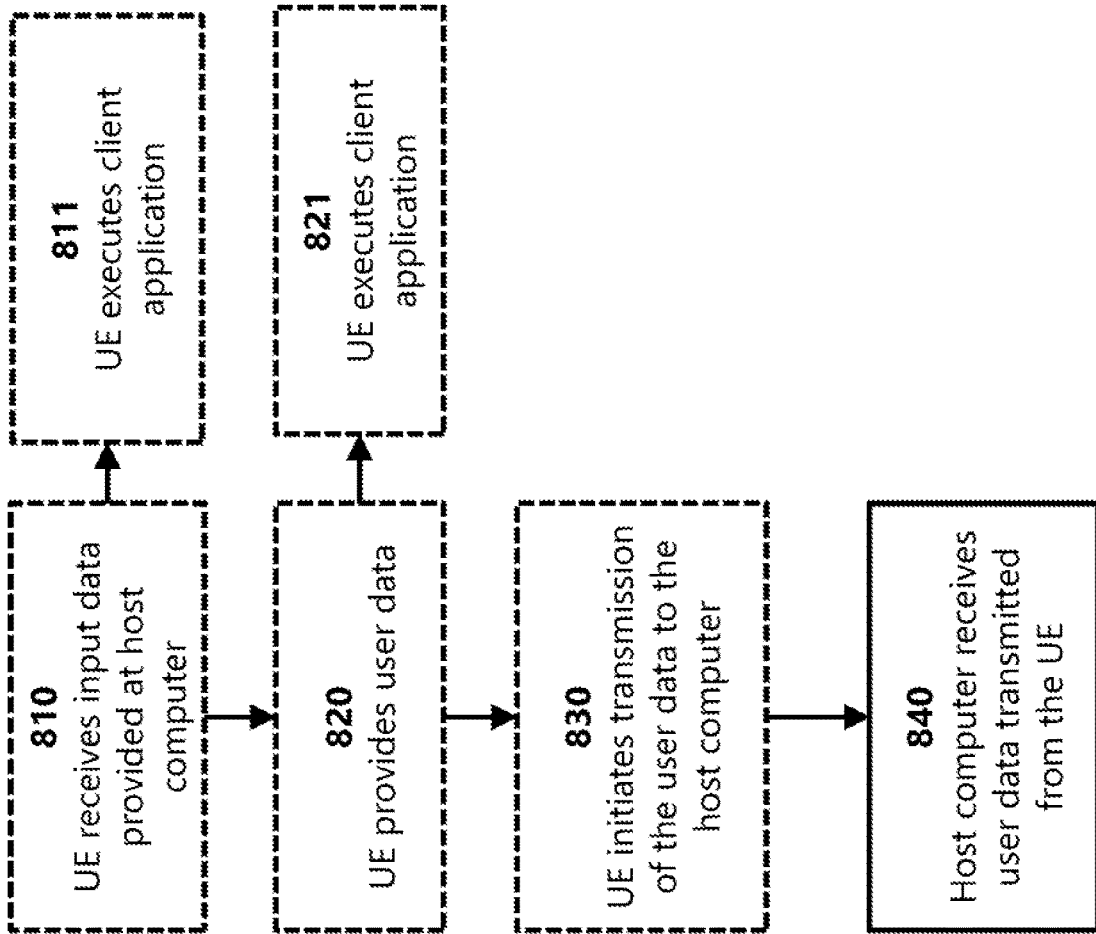 810
UE receives input data
provided at host
computer
811
UE executes client
application
820
UE provides user data
821
UE executes client
application
830
UE initiates transmission
of the user data to the
host computer
840
Host computer receives
user data transmitted
from the UE